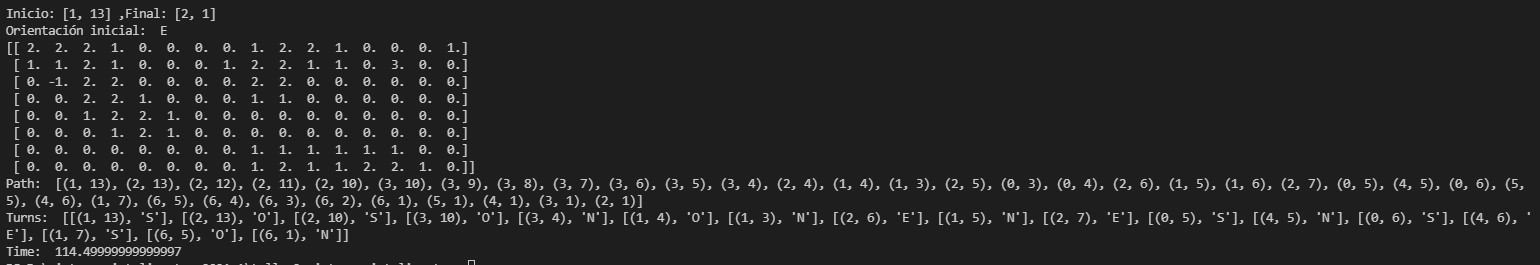 Inicio: [1, 13] ,Final: [2, 1]
Orientación inicial:  E
[[ 2.  2.  2.  1.  0.  0.  0.  0.  1.  2.  2.  1.  0.  0.  0.  1.]
 [ 1.  1.  2.  1.  0.  0.  0.  1.  2.  2.  1.  1.  0.  3.  0.  0.]
 [ 0. -1.  2.  2.  0.  0.  0.  0.  2.  2.  0.  0.  0.  0.  0.  0.]
 [ 0.  0.  2.  2.  1.  0.  0.  0.  1.  1.  0.  0.  0.  0.  0.  0.]
 [ 0.  0.  1.  2.  2.  1.  0.  0.  0.  0.  0.  0.  0.  0.  0.  0.]
 [ 0.  0.  0.  1.  2.  1.  0.  0.  0.  0.  0.  0.  0.  0.  0.  0.]
 [ 0.  0.  0.  0.  0.  0.  0.  0.  1.  1.  1.  1.  1.  1.  0.  0.]
 [ 0.  0.  0.  0.  0.  0.  0.  0.  1.  2.  1.  1.  2.  2.  1.  0.]]
Path:  [(1, 13), (2, 13), (2, 12), (2, 11), (2, 10), (3, 10), (3, 9), (3, 8), (3, 7), (3, 6), (3, 5), (3, 4), (2, 4), (1, 4), (1, 3), (2, 5), (0, 3), (0, 4), (2, 6), (1, 5), (1, 6), (2, 7), (0, 5), (4, 5), (0, 6), (5,
5), (4, 6), (1, 7), (6, 5), (6, 4), (6, 3), (6, 2), (6, 1), (5, 1), (4, 1), (3, 1), (2, 1)]
Turns:  [[(1, 13), 'S'], [(2, 13), 'O'], [(2, 10), 'S'], [(3, 10), 'O'], [(3, 4), 'N'], [(1, 4), 'O'], [(1, 3), 'N'], [(2, 6), 'E'], [(1, 5), 'N'], [(2, 7), 'E'], [(0, 5), 'S'], [(4, 5), 'N'], [(0, 6), 'S'], [(4, 6), '
E'], [(1, 7), 'S'], [(6, 5), 'O'], [(6, 1), 'N']]
Time:  114.49999999999997